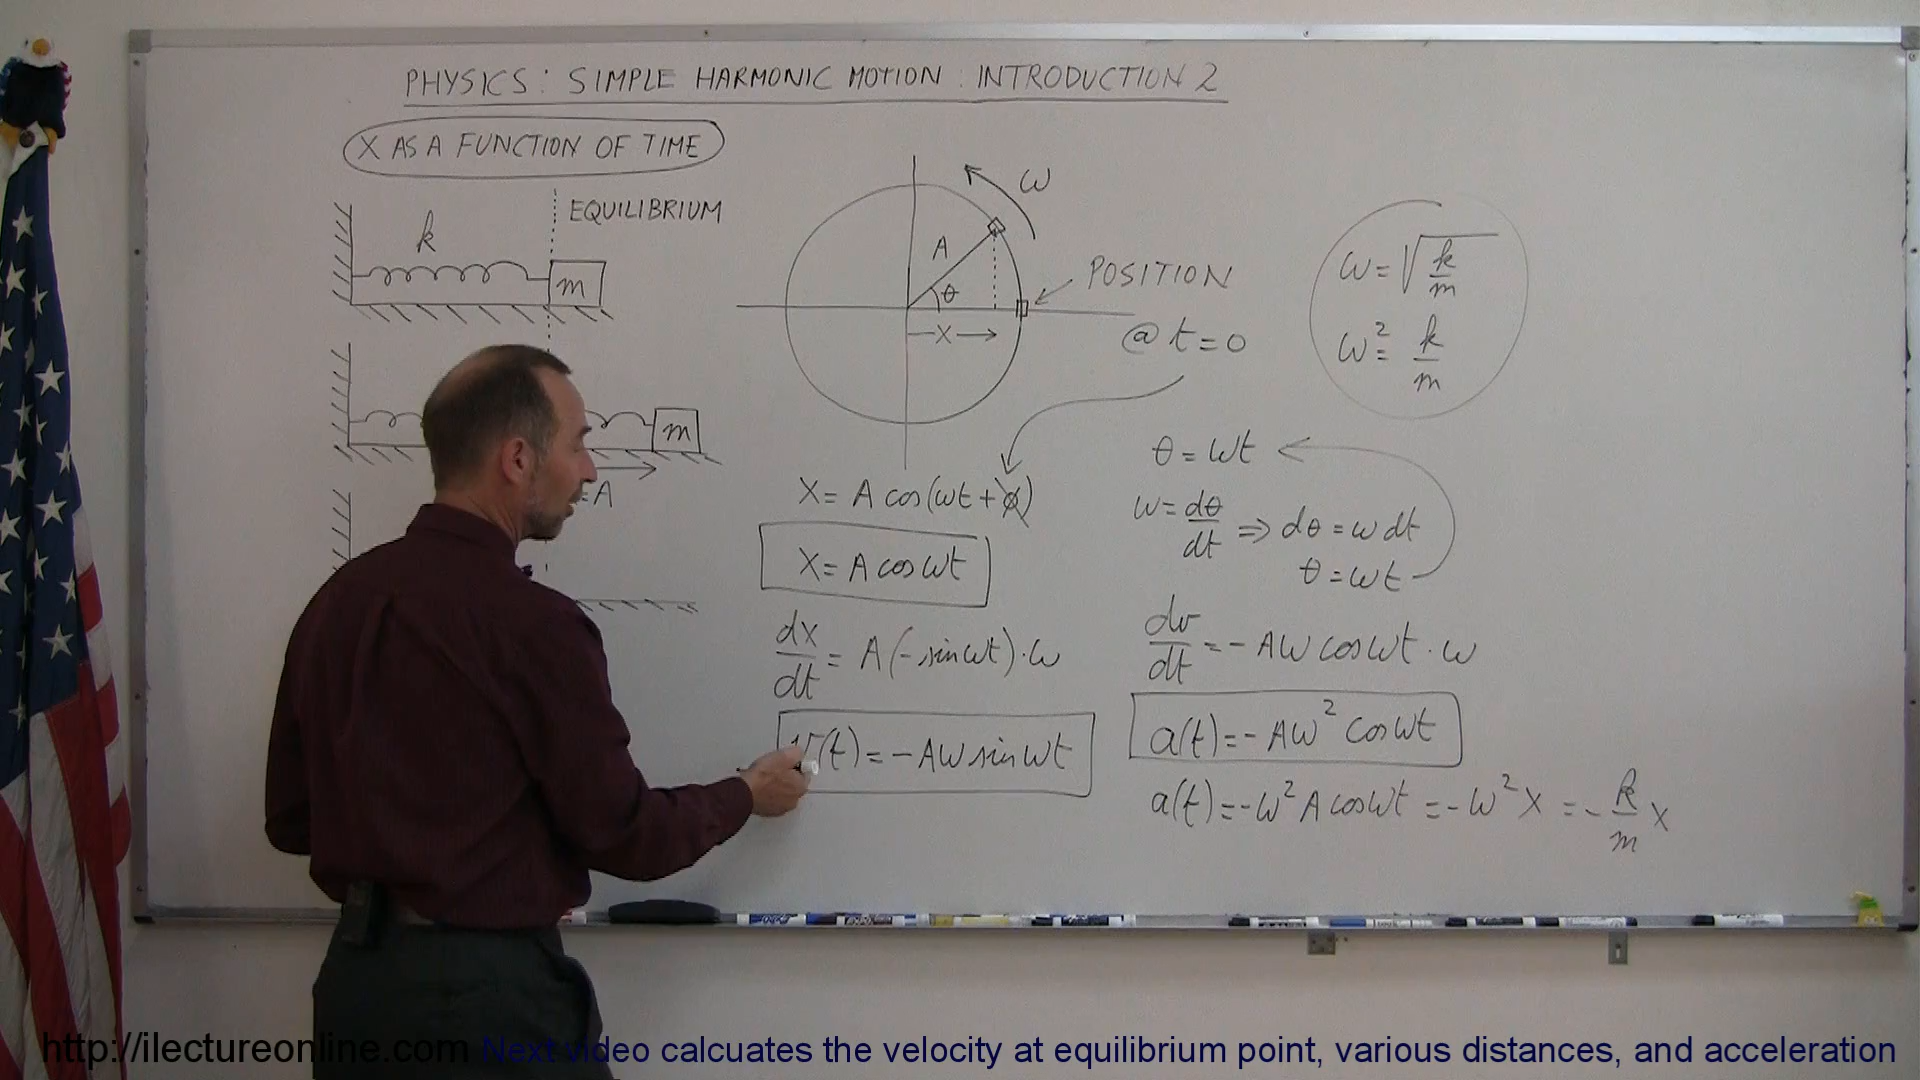 PHYSICS: SIMPLE HARMONIC MOTION: INTRODUCTION 2
X AS A FUNCTION OF TIME
EQUILIBRIUM
k
m
m
=A
ω
A
θ
X
POSITION
@ t=0
ω=√(k/m)
ω²=k/m
X= A cos(ωt+φ)
X= A cos ωt
dx/dt = A(-sin ωt)·ω
v(t)=-Aω sin ωt
θ = ωt
ω=dθ/dt ⇒ dθ=ω dt
θ=ωt
dv/dt =-Aω cos ωt·ω
a(t)=-Aω² cos ωt
a(t)=-ω² A cos ωt =-ω² X =-k/m X
http://ilectureonline.com Next video calcuates the velocity at equilibrium point, various distances, and acceleration